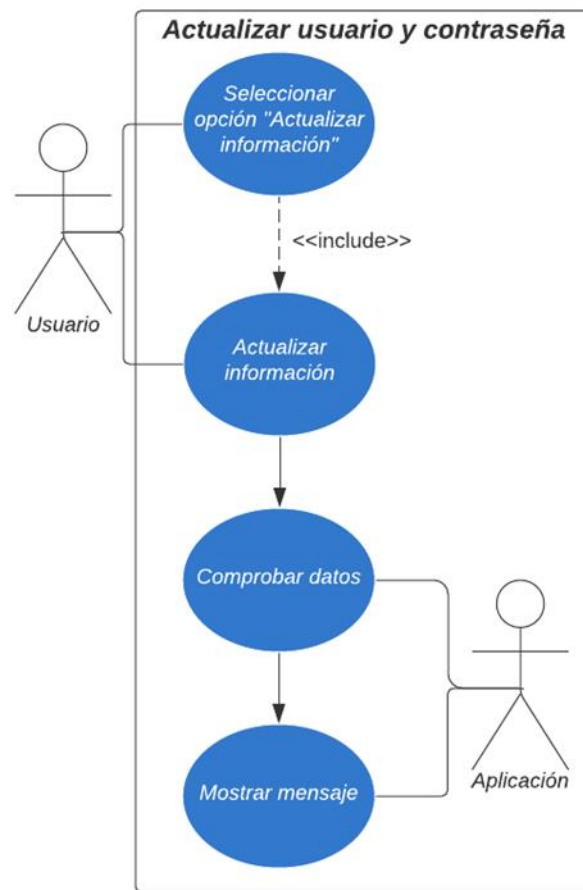 Actualizar usuario y contraseña
Seleccionar
opción "Actualizar
información"
<<include>>
Usuario
Actualizar
información
Comprobar datos
Aplicación
Mostrar mensaje